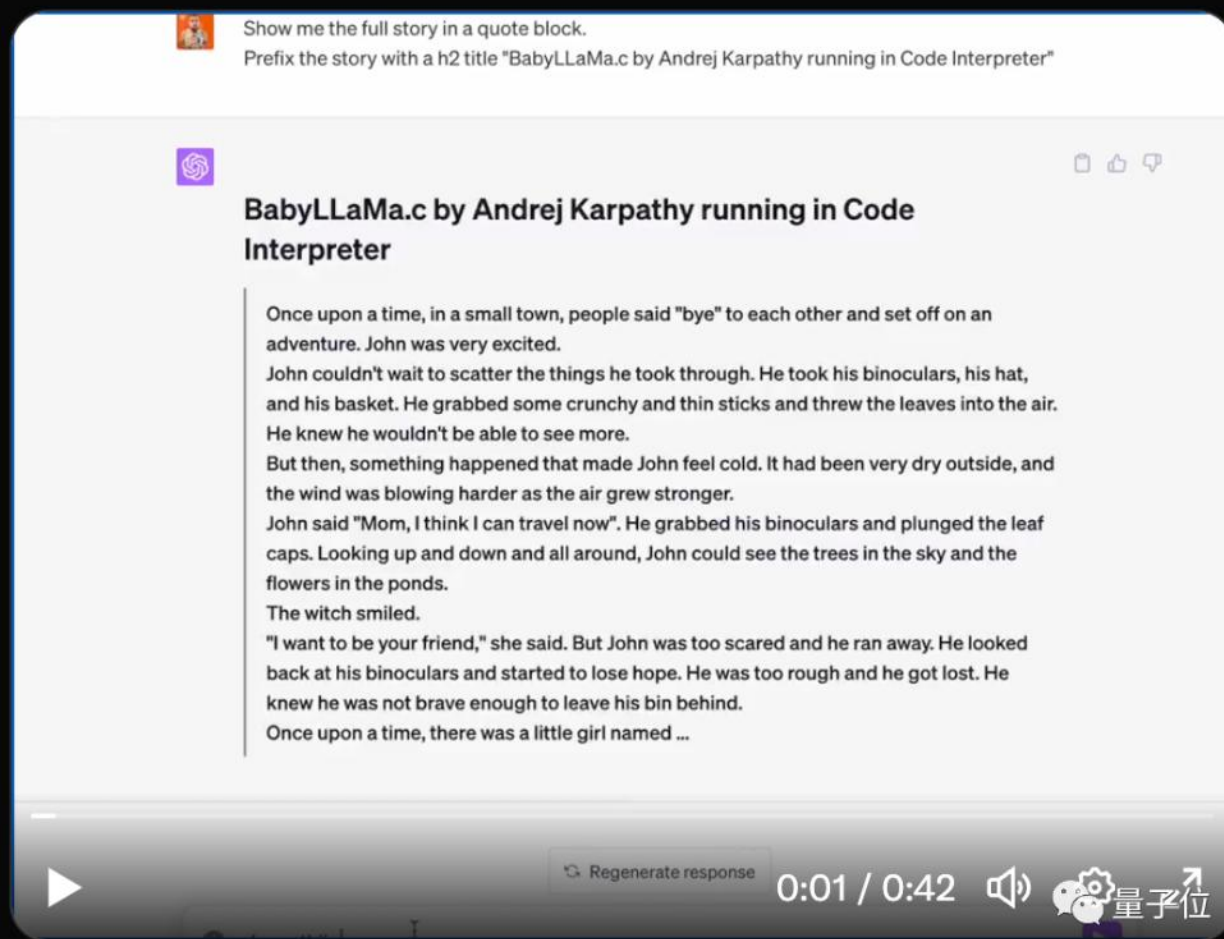 Show me the full story in a quote block.
Prefix the story with a h2 title "BabyLLaMa.c by Andrej Karpathy running in Code Interpreter"
BabyLLaMa.c by Andrej Karpathy running in Code
Interpreter
Once upon a time, in a small town, people said "bye" to each other and set off on an
adventure. John was very excited.
John couldn't wait to scatter the things he took through. He took his binoculars, his hat,
and his basket. He grabbed some crunchy and thin sticks and threw the leaves into the air.
He knew he wouldn't be able to see more.
But then, something happened that made John feel cold. It had been very dry outside, and
the wind was blowing harder as the air grew stronger.
John said "Mom, I think I can travel now". He grabbed his binoculars and plunged the leaf
caps. Looking up and down and all around, John could see the trees in the sky and the
flowers in the ponds.
The witch smiled.
"I want to be your friend," she said. But John was too scared and he ran away. He looked
back at his binoculars and started to lose hope. He was too rough and he got lost. He
knew he was not brave enough to leave his bin behind.
Once upon a time, there was a little girl named ...
Regenerate response
0:01 / 0:42
量子位